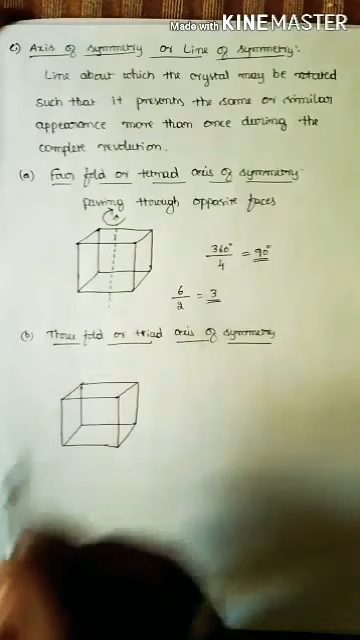 Made with KINEMASTER
c) Axis of symmetry or Line of symmetry:
Line about which the crystal may be rotated
such that it presents the same or similar
appearance more than once during the
complete revolution.
(a) Four fold or tetrad axis of symmetry:
passing through opposite faces
360°/4 = 90°
6/2 = 3
(b) Three fold or triad axis of symmetry